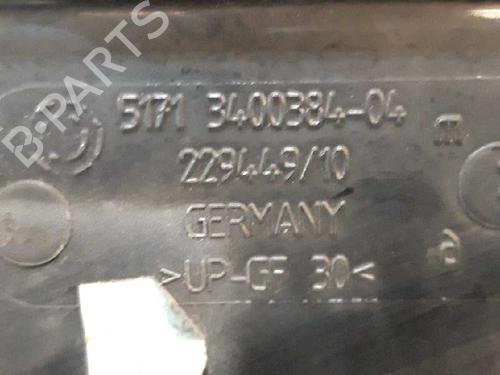 B-PARTS
5171 3400384-04
229449/10
GERMANY
>UP-GF 30<